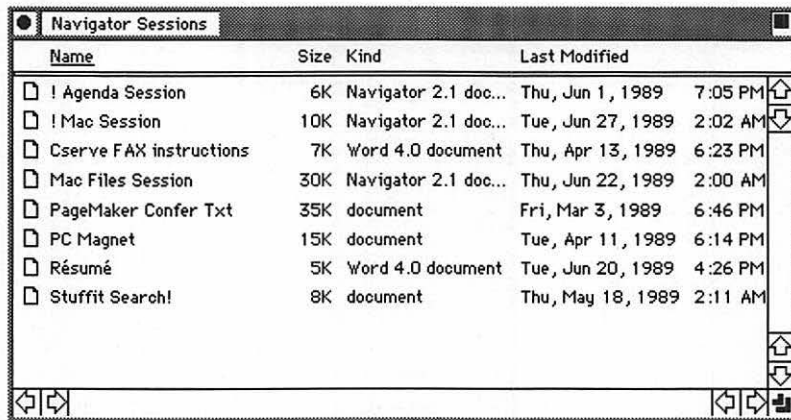 Navigator Sessions
Name Size Kind Last Modified
! Agenda Session 6K Navigator 2.1 doc... Thu, Jun 1, 1989 7:05 PM
! Mac Session 10K Navigator 2.1 doc... Tue, Jun 27, 1989 2:02 AM
Cserve FAX instructions 7K Word 4.0 document Thu, Apr 13, 1989 6:23 PM
Mac Files Session 30K Navigator 2.1 doc... Thu, Jun 22, 1989 2:00 AM
PageMaker Confer Txt 35K document Fri, Mar 3, 1989 6:46 PM
PC Magnet 15K document Tue, Apr 11, 1989 6:14 PM
Résumé 5K Word 4.0 document Tue, Jun 20, 1989 4:26 PM
Stuffit Search! 8K document Thu, May 18, 1989 2:11 AM